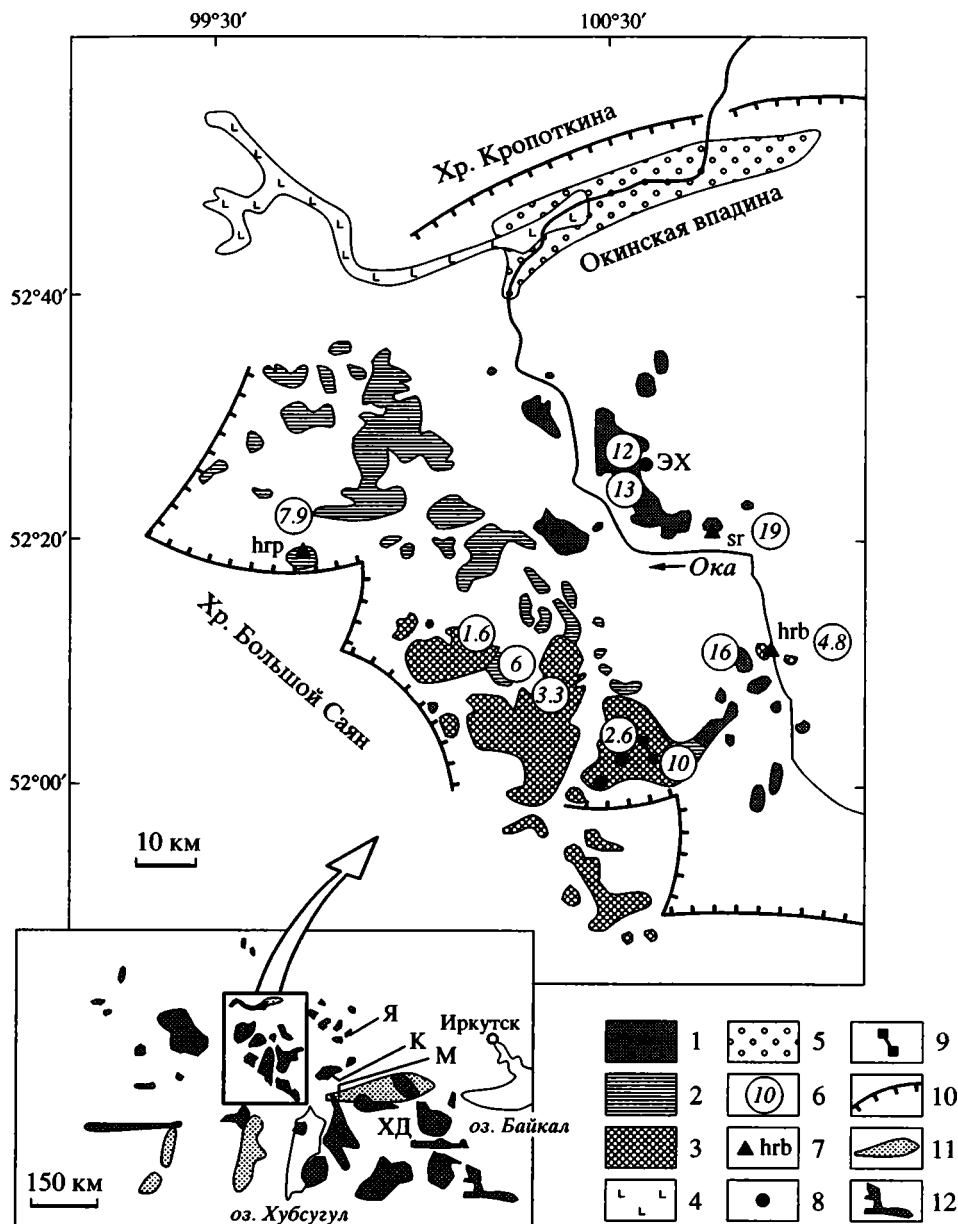 99°30′
100°30′
Хр. Кропоткина
Окинская впадина
52°40′
12
ЭХ
13
7.9
hrp
52°20′
sr
19
Ока
Хр. Большой Саян
1.6
6
3.3
16
hrb
4.8
2.6
10
52°00′
10 км
Я
К
М
Иркутск
ХД
оз. Байкал
150 км
оз. Хубсугул
1
5
9
2
10
6
10
3
hrb
7
11
4
8
12